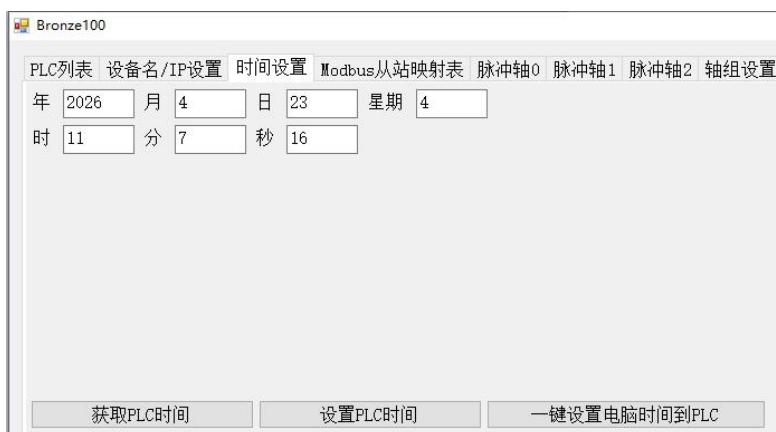 Bronze100
PLC列表 设备名/IP设置 时间设置 Modbus从站映射表 脉冲轴0 脉冲轴1 脉冲轴2 轴组设置
年 2026 月 4 日 23 星期 4
时 11 分 7 秒 16
获取PLC时间 设置PLC时间 一键设置电脑时间到PLC